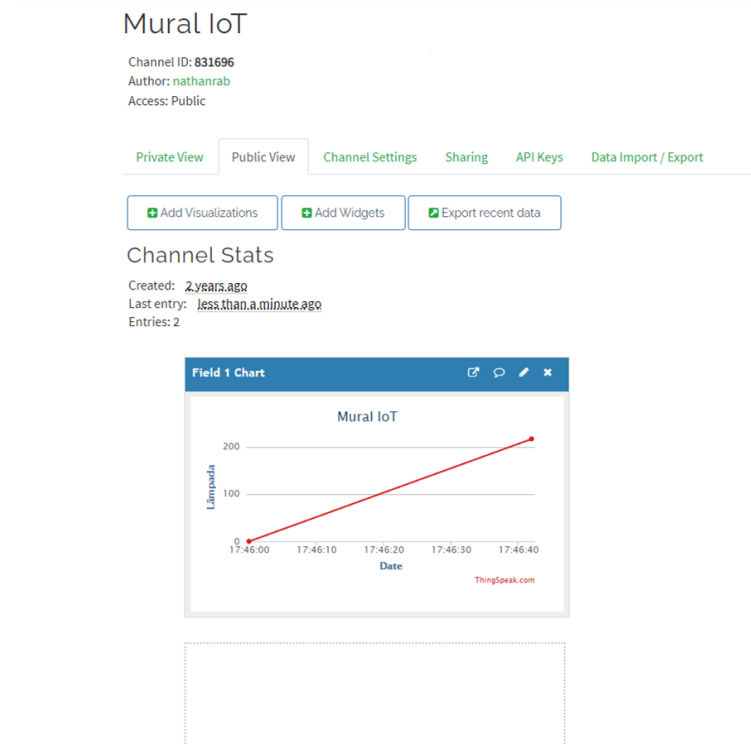 Mural IoT
Channel ID: 831696
Author: nathanrab
Access: Public
Private View Public View Channel Settings Sharing API Keys Data Import / Export
Add Visualizations Add Widgets Export recent data
Channel Stats
Created: 2 years ago
Last entry: less than a minute ago
Entries: 2
Field 1 Chart
Mural IoT
200
100
0
Lâmpada
17:46:00 17:46:10 17:46:20 17:46:30 17:46:40
Date
ThingSpeak.com